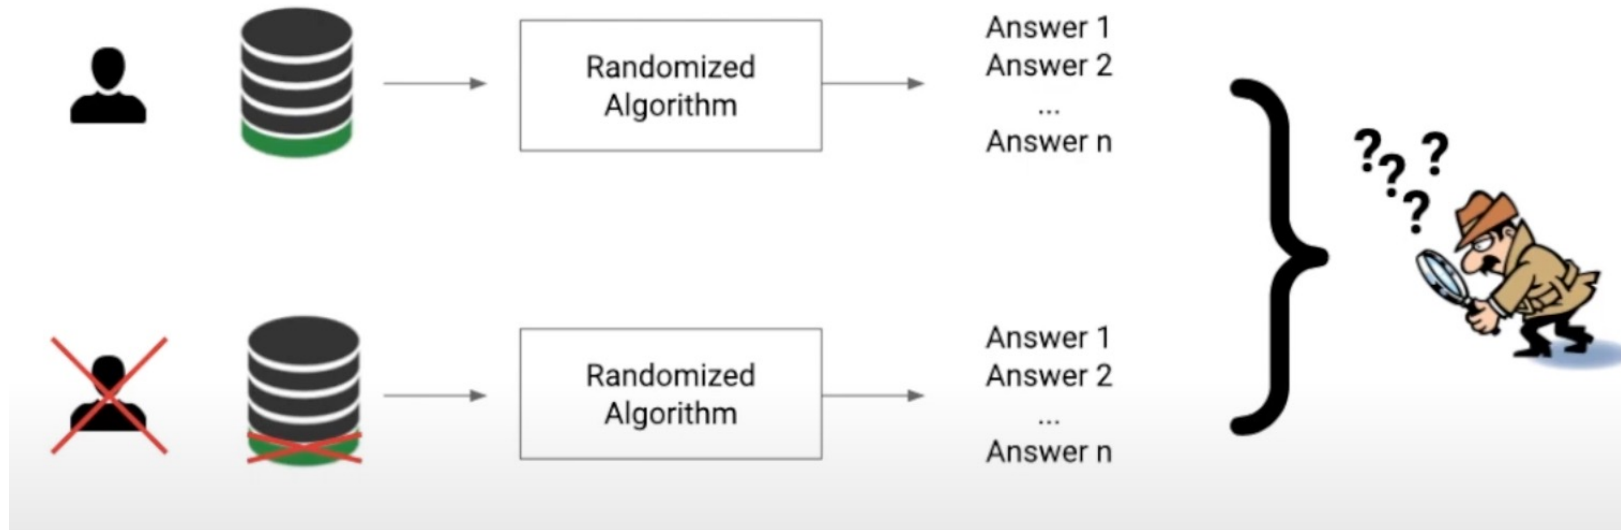 Randomized
Algorithm
Answer 1
Answer 2
...
Answer n
? ? ?
?
Randomized
Algorithm
Answer 1
Answer 2
...
Answer n